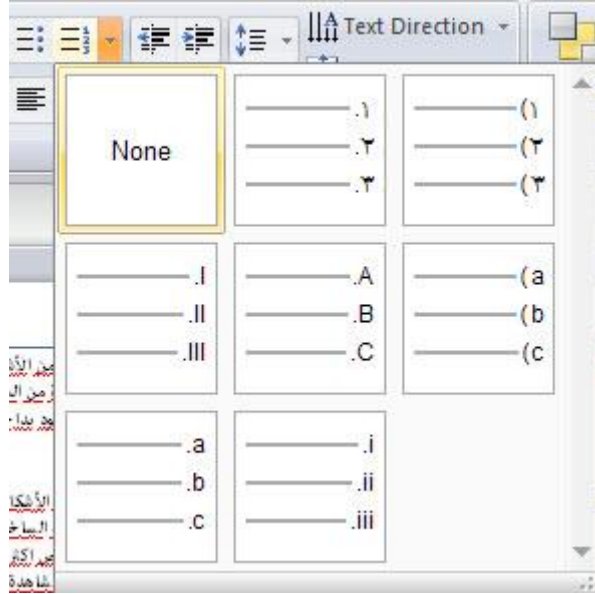 Text Direction
None
١.
٢.
٣.
١)
٢)
٣)
.I
.II
.III
.A
.B
.C
(a
(b
(c
.a
.b
.c
.i
.ii
.iii